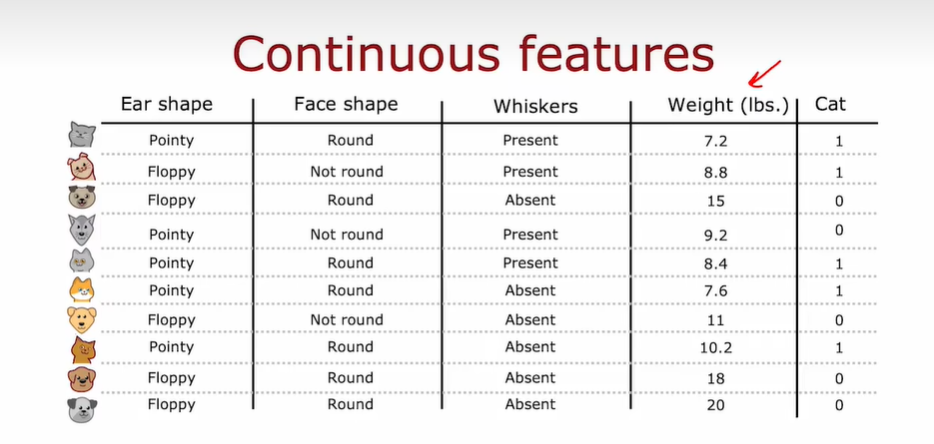 Continuous features
Ear shape Face shape Whiskers Weight (lbs.) Cat
Pointy Round Present 7.2 1
Floppy Not round Present 8.8 1
Floppy Round Absent 15 0
Pointy Not round Present 9.2 0
Pointy Round Present 8.4 1
Pointy Round Absent 7.6 1
Floppy Not round Absent 11 0
Pointy Round Absent 10.2 1
Floppy Round Absent 18 0
Floppy Round Absent 20 0